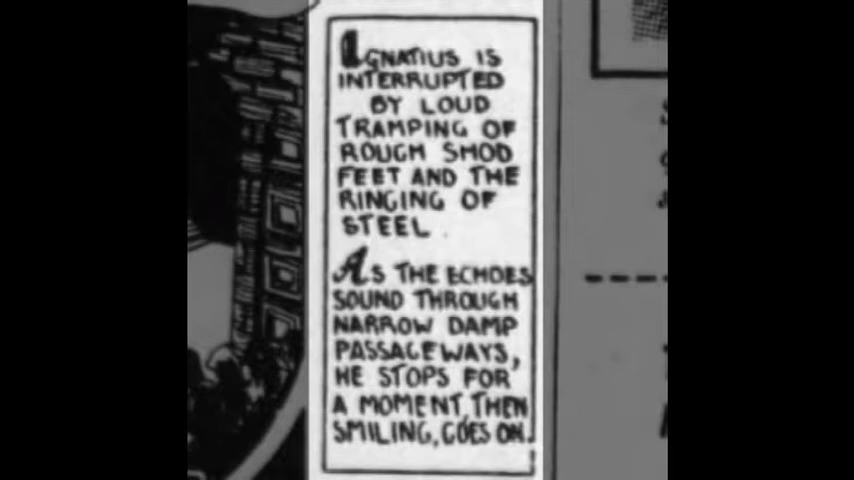 IGNATIUS IS
INTERRUPTED
BY LOUD
TRAMPING OF
ROUGH SHOD
FEET AND THE
RINGING OF
STEEL.
AS THE ECHOES
SOUND THROUGH
NARROW DAMP
PASSAGEWAYS,
HE STOPS FOR
A MOMENT, THEN
SMILING, GOES ON.